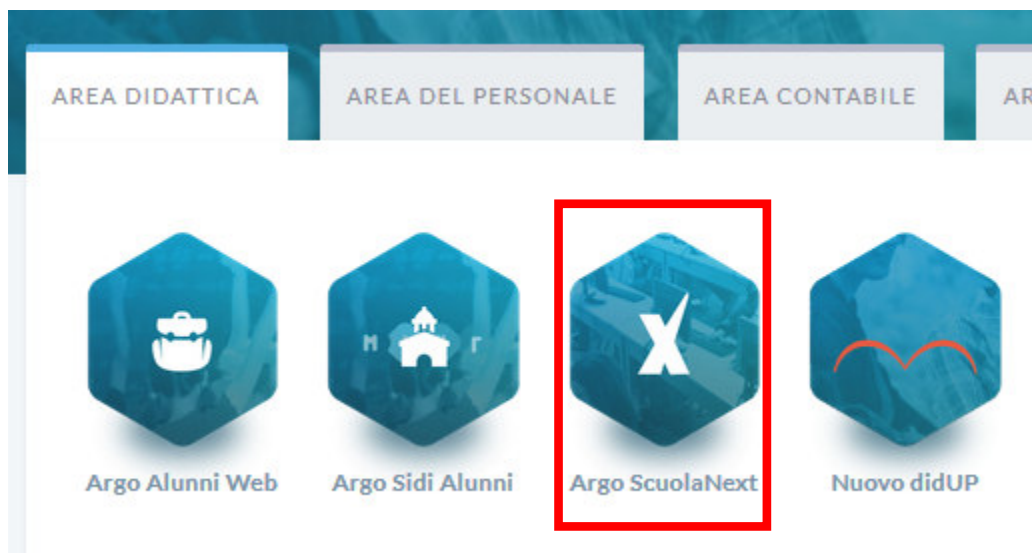 AREA DIDATTICA
AREA DEL PERSONALE
AREA CONTABILE
Argo Alunni Web
Argo Sidi Alunni
Argo ScuolaNext
Nuovo didUP